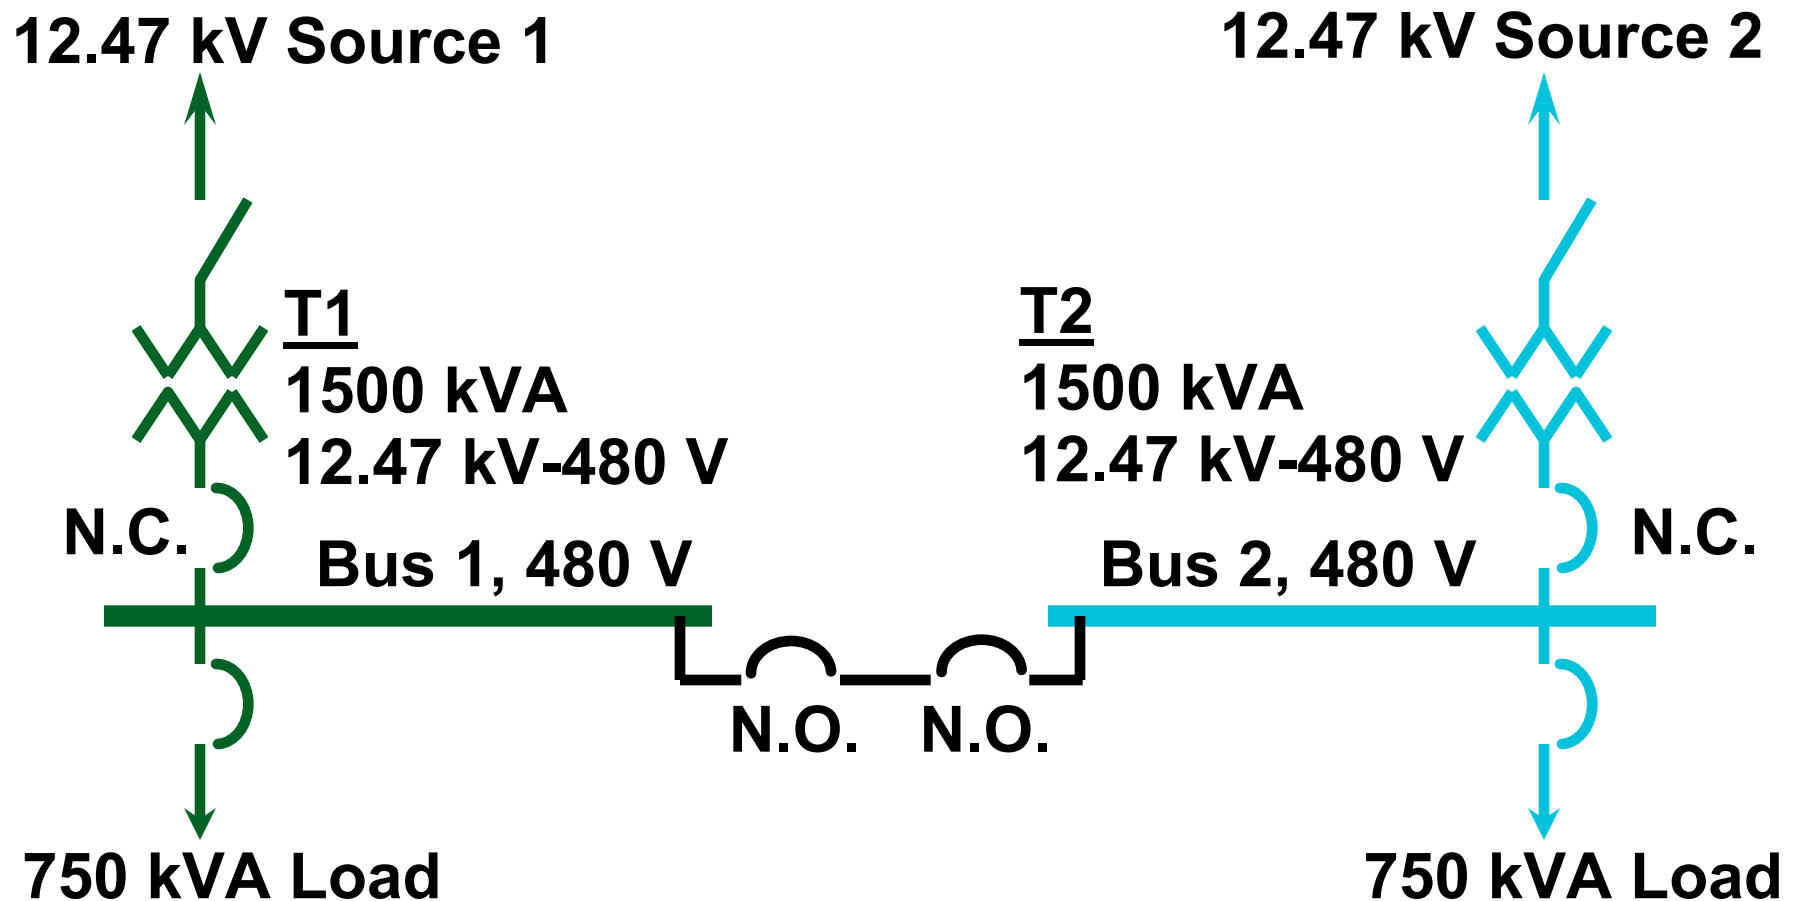 12.47 kV Source 1
12.47 kV Source 2
T1
1500 kVA
12.47 kV-480 V
T2
1500 kVA
12.47 kV-480 V
N.C.
N.C.
Bus 1, 480 V
Bus 2, 480 V
N.O.
N.O.
750 kVA Load
750 kVA Load